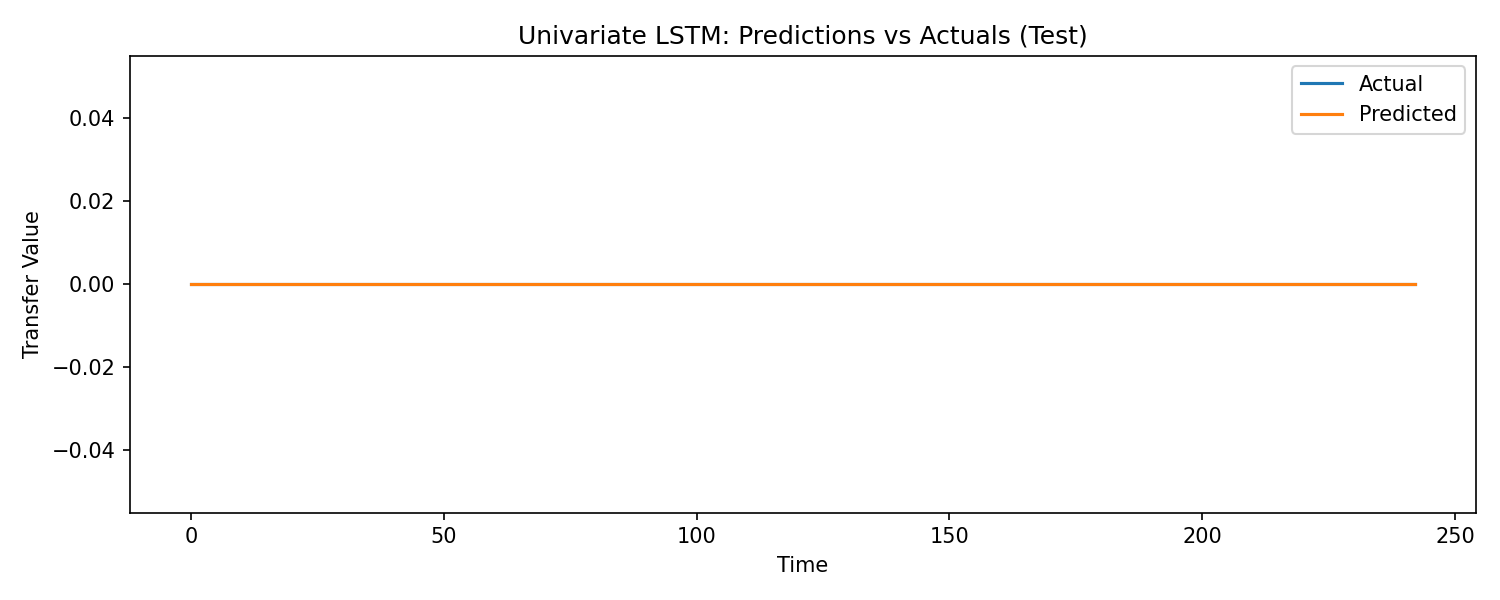 Univariate LSTM: Predictions vs Actuals (Test)
Actual
Predicted
0.04
0.02
0.00
−0.02
−0.04
Transfer Value
0 50 100 150 200 250
Time